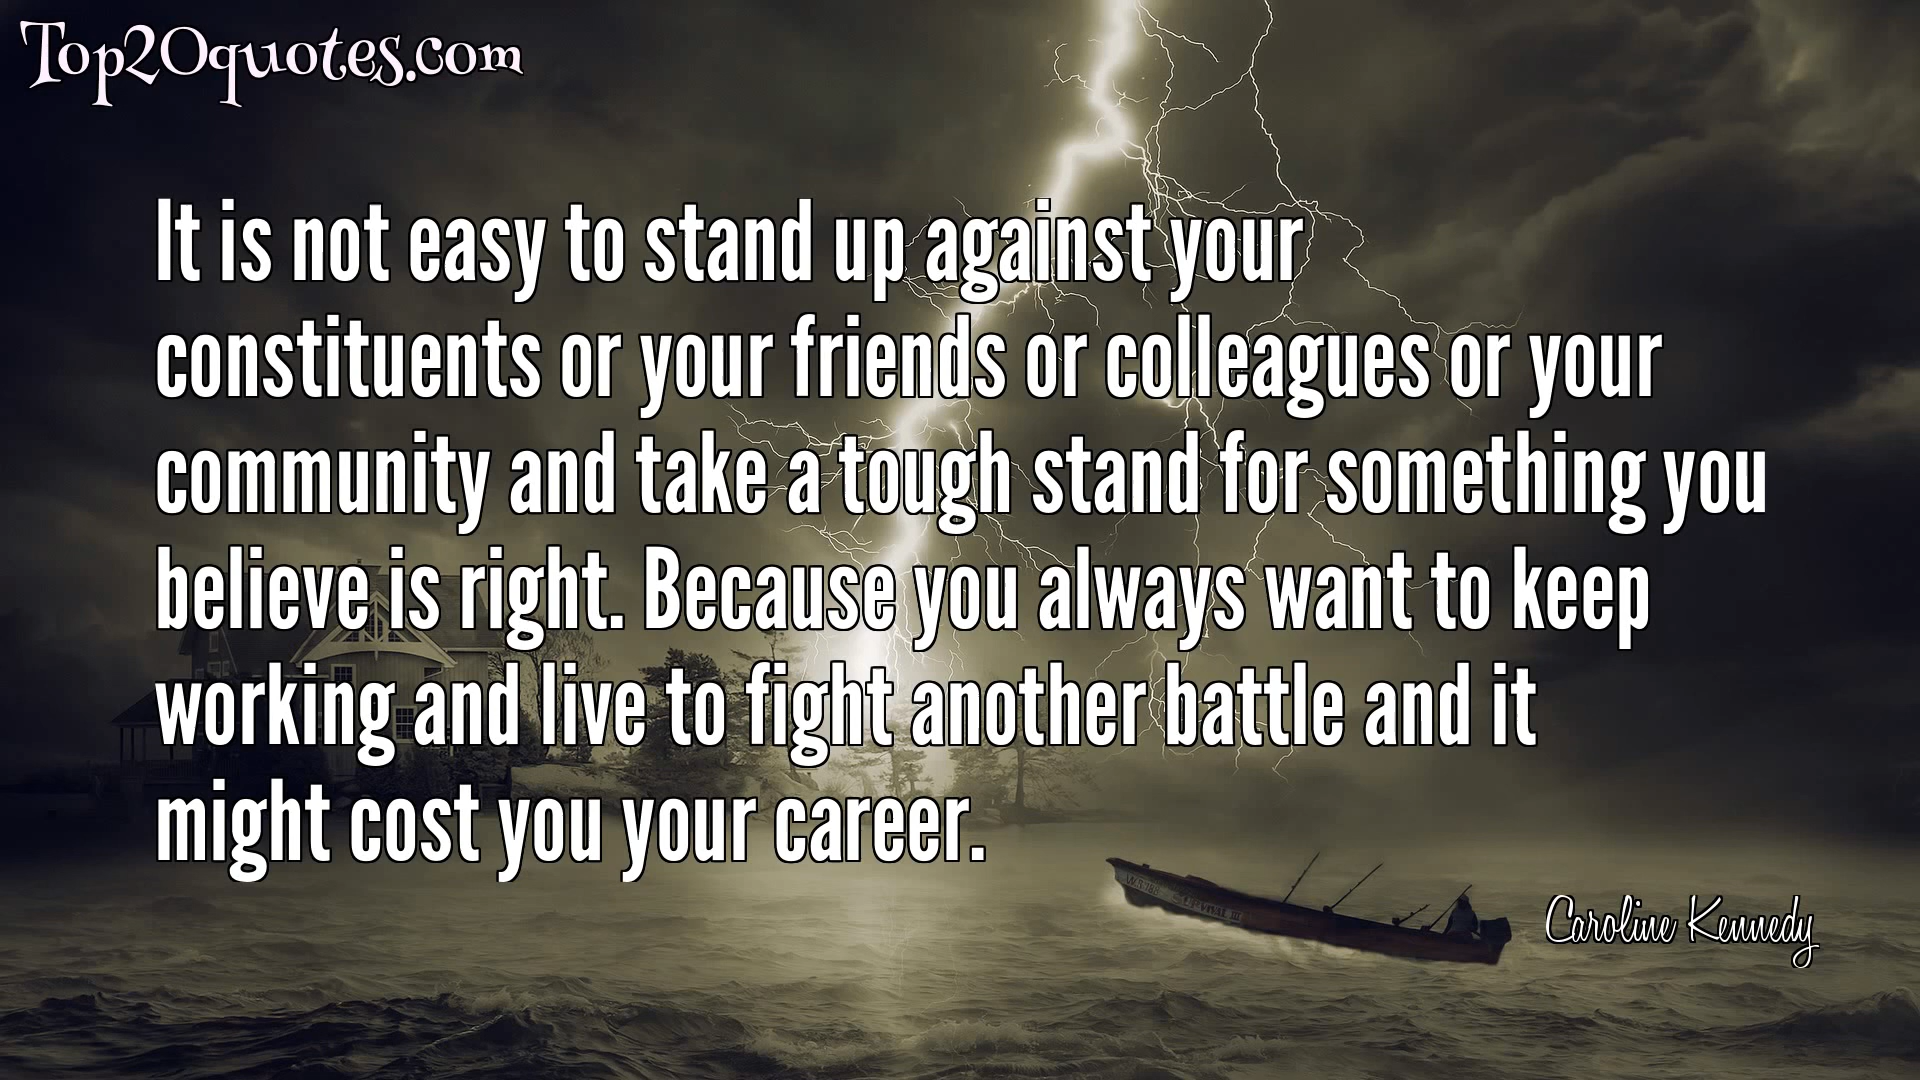 Top20quotes.com
It is not easy to stand up against your
constituents or your friends or colleagues or your
community and take a tough stand for something you
believe is right. Because you always want to keep
working and live to fight another battle and it
might cost you your career.
Caroline Kennedy